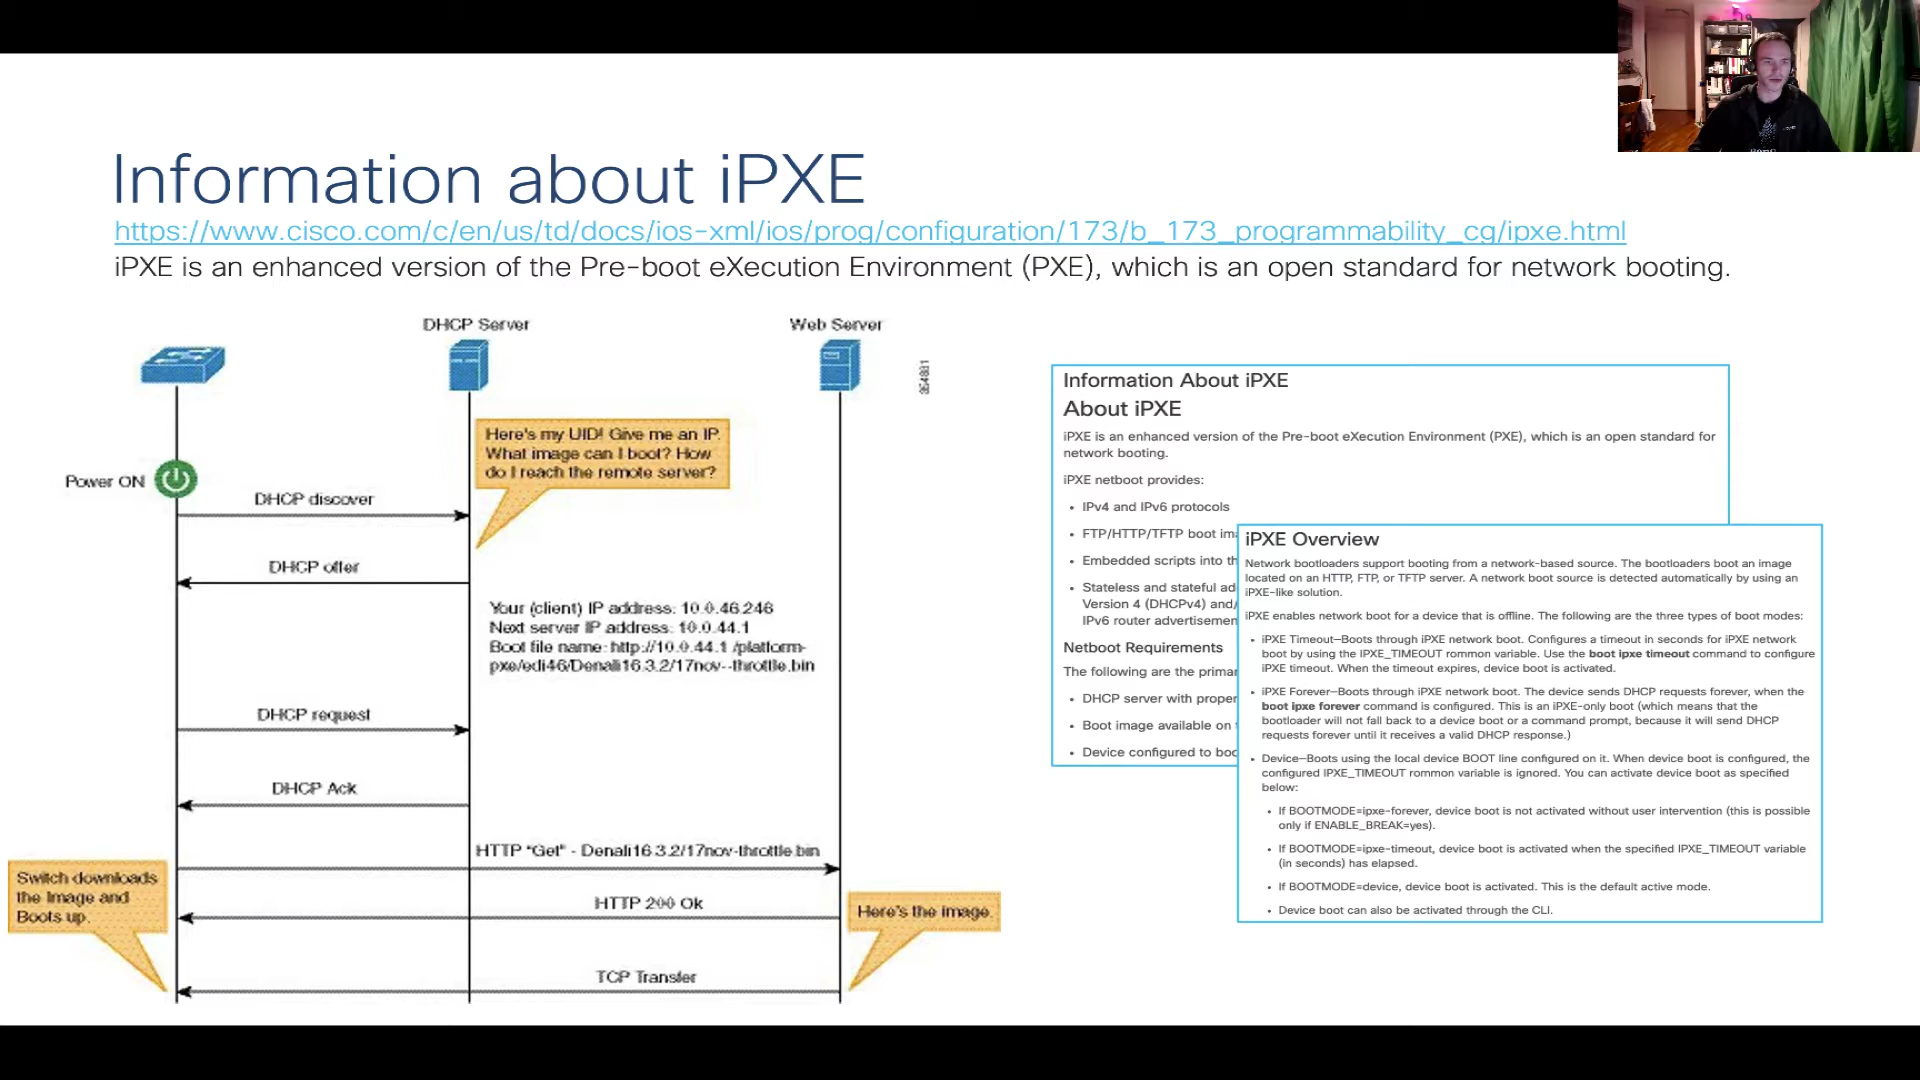 Information about iPXE
https://www.cisco.com/c/en/us/td/docs/ios-xml/ios/prog/configuration/173/b_173_programmability_cg/ipxe.html
iPXE is an enhanced version of the Pre-boot eXecution Environment (PXE), which is an open standard for network booting.
DHCP Server
Web Server
354881
Here's my UID! Give me an IP.
What image can I boot? How
do I reach the remote server?
Power ON
DHCP discover
DHCP offer
Your (client) IP address: 10.0.46.246
Next server IP address: 10.0.44.1
Boot file name: http://10.0.44.1 /platform-
pxe/edi46/Denali16.3.2/17nov--throttle.bin
DHCP request
DHCP Ack
HTTP "Get" - Denali16.3.2/17nov-throttle.bin
Switch downloads
the Image and
Boots up.
HTTP 200 Ok
Here's the image.
TCP Transfer
Information About iPXE
About iPXE
iPXE is an enhanced version of the Pre-boot eXecution Environment (PXE), which is an open standard for
network booting.
iPXE netboot provides:
• IPv4 and IPv6 protocols
• FTP/HTTP/TFTP boot
• Embedded scripts into
• Stateless and stateful
Version 4 (DHCPv4) and/
IPv6 router
Netboot Requirements
The following are the
• DHCP server with
• Boot image available on
• Device configured to
iPXE Overview
Network bootloaders support booting from a network-based source. The bootloaders boot an image
located on an HTTP, FTP, or TFTP server. A network boot source is detected automatically by using an
iPXE-like solution.
iPXE enables network boot for a device that is offline. The following are the three types of boot modes:
• iPXE Timeout—Boots through iPXE network boot. Configures a timeout in seconds for iPXE network
boot by using the IPXE_TIMEOUT rommon variable. Use the boot ipxe timeout command to configure
iPXE timeout. When the timeout expires, device boot is activated.
• iPXE Forever—Boots through iPXE network boot. The device sends DHCP requests forever, when the
boot ipxe forever command is configured. This is an iPXE-only boot (which means that the
bootloader will not fall back to a device boot or a command prompt, because it will send DHCP
requests forever until it receives a valid DHCP response.)
• Device—Boots using the local device BOOT line configured on it. When device boot is configured, the
configured IPXE_TIMEOUT rommon variable is ignored. You can activate device boot as specified
below:
• If BOOTMODE=ipxe-forever, device boot is not activated without user intervention (this is possible
only if ENABLE_BREAK=yes).
• If BOOTMODE=ipxe-timeout, device boot is activated when the specified IPXE_TIMEOUT variable
(in seconds) has elapsed.
• If BOOTMODE=device, device boot is activated. This is the default active mode.
• Device boot can also be activated through the CLI.